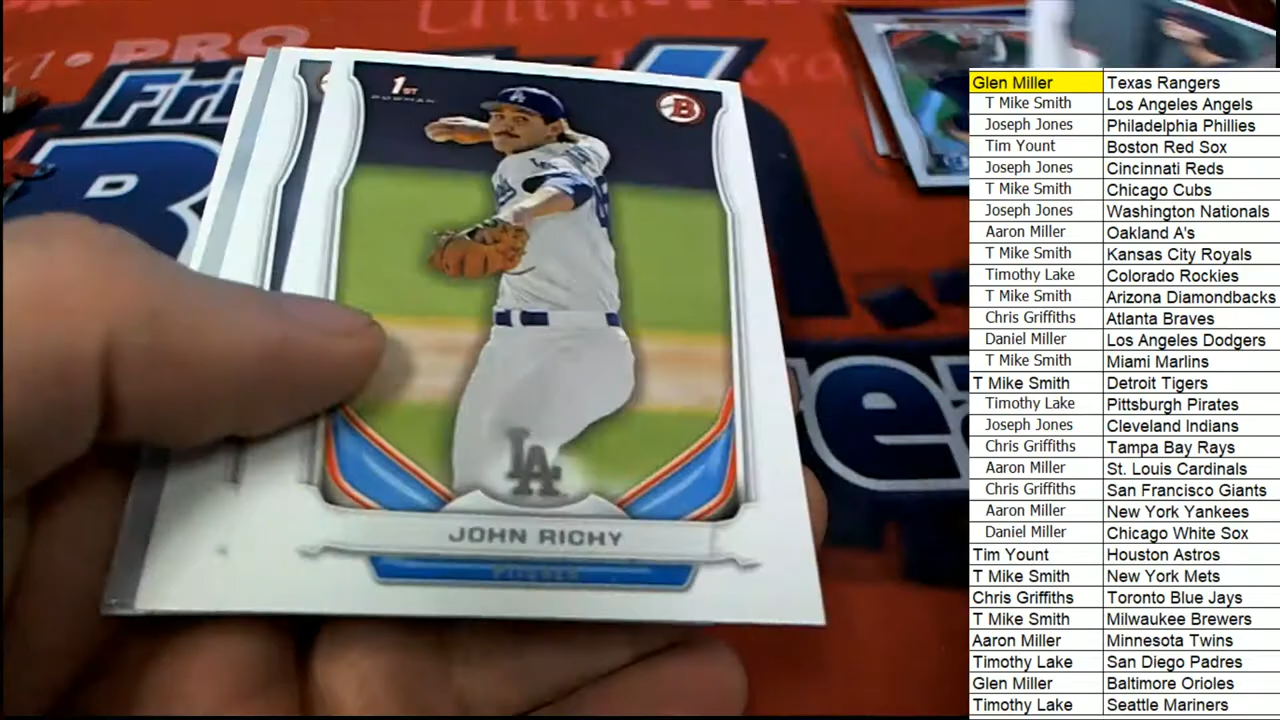 PRO
Ultra
Fri
D
B
rea
1ST
BOWMAN
B
LA
LA
JOHN RICHY
PITCHER
Glen Miller Texas Rangers
T Mike Smith Los Angeles Angels
Joseph Jones Philadelphia Phillies
Tim Yount Boston Red Sox
Joseph Jones Cincinnati Reds
T Mike Smith Chicago Cubs
Joseph Jones Washington Nationals
Aaron Miller Oakland A's
T Mike Smith Kansas City Royals
Timothy Lake Colorado Rockies
T Mike Smith Arizona Diamondbacks
Chris Griffiths Atlanta Braves
Daniel Miller Los Angeles Dodgers
T Mike Smith Miami Marlins
T Mike Smith Detroit Tigers
Timothy Lake Pittsburgh Pirates
Joseph Jones Cleveland Indians
Chris Griffiths Tampa Bay Rays
Aaron Miller St. Louis Cardinals
Chris Griffiths San Francisco Giants
Aaron Miller New York Yankees
Daniel Miller Chicago White Sox
Tim Yount Houston Astros
T Mike Smith New York Mets
Chris Griffiths Toronto Blue Jays
T Mike Smith Milwaukee Brewers
Aaron Miller Minnesota Twins
Timothy Lake San Diego Padres
Glen Miller Baltimore Orioles
Timothy Lake Seattle Mariners